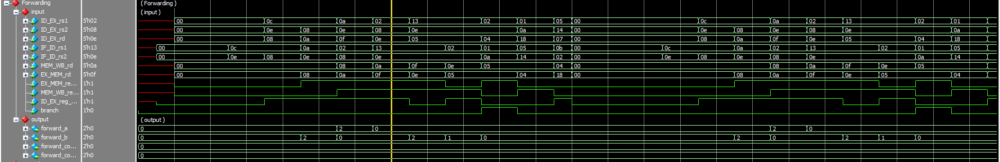 Forwarding (Forwarding)
input (input)
ID_EX_rs1 5'h02 00 0c 0a 02 13 02 01 05 00 0c 0a 02 13 02 01
ID_EX_rs2 5'h08 00 0e 08 0e 08 0e 0a 14 00 0e 08 0e 08 0e 0a
ID_EX_rd 5'h0e 00 08 0a 0f 0e 05 04 18 07 00 08 0a 0f 0e 05 04 18
IF_ID_rs1 5'h13 00 0c 0a 02 13 02 01 05 0b 00 0c 0a 02 13 02 01 05
IF_ID_rs2 5'h0e 00 0e 08 0e 08 0e 0a 14 02 00 0e 08 0e 08 0e 0a 14
MEM_WB_rd 5'h0a 00 08 0a 0f 0e 05 04 00 08 0a 0f 0e 05
EX_MEM_rd 5'h0f 00 08 0a 0f 0e 05 04 18 00 08 0a 0f 0e 05 04
EX_MEM_re... 1'h1
MEM_WB_re... 1'h1
ID_EX_reg_... 1'h1
branch 1'h0
output (output)
forward_a 2'h0 0 2 0 2 0
forward_b 2'h0 0 2 0 2 1 0 2 0 2 1 0
forward_co... 2'h0 0
forward_co... 2'h0 0